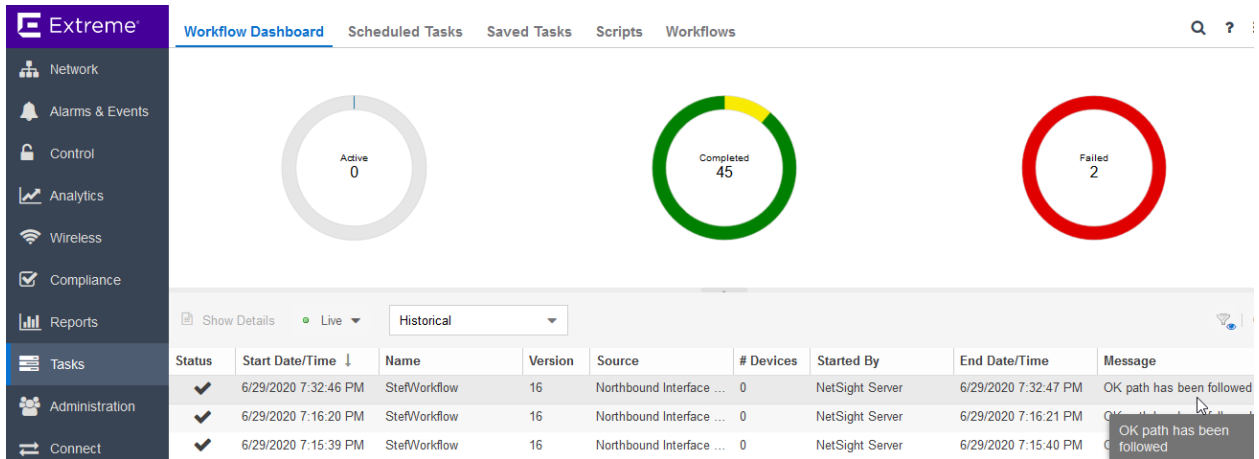 Extreme
Workflow Dashboard Scheduled Tasks Saved Tasks Scripts Workflows ?
Network
Alarms & Events
Control
Analytics
Wireless
Compliance
Reports
Tasks
Administration
Connect
Active
0
Completed
45
Failed
2
Show Details Live Historical
Status Start Date/Time ↓ Name Version Source # Devices Started By End Date/Time Message
6/29/2020 7:32:46 PM StefWorkflow 16 Northbound Interface ... 0 NetSight Server 6/29/2020 7:32:47 PM OK path has been followed
6/29/2020 7:16:20 PM StefWorkflow 16 Northbound Interface ... 0 NetSight Server 6/29/2020 7:16:21 PM
6/29/2020 7:15:39 PM StefWorkflow 16 Northbound Interface ... 0 NetSight Server 6/29/2020 7:15:40 PM
OK path has been
followed